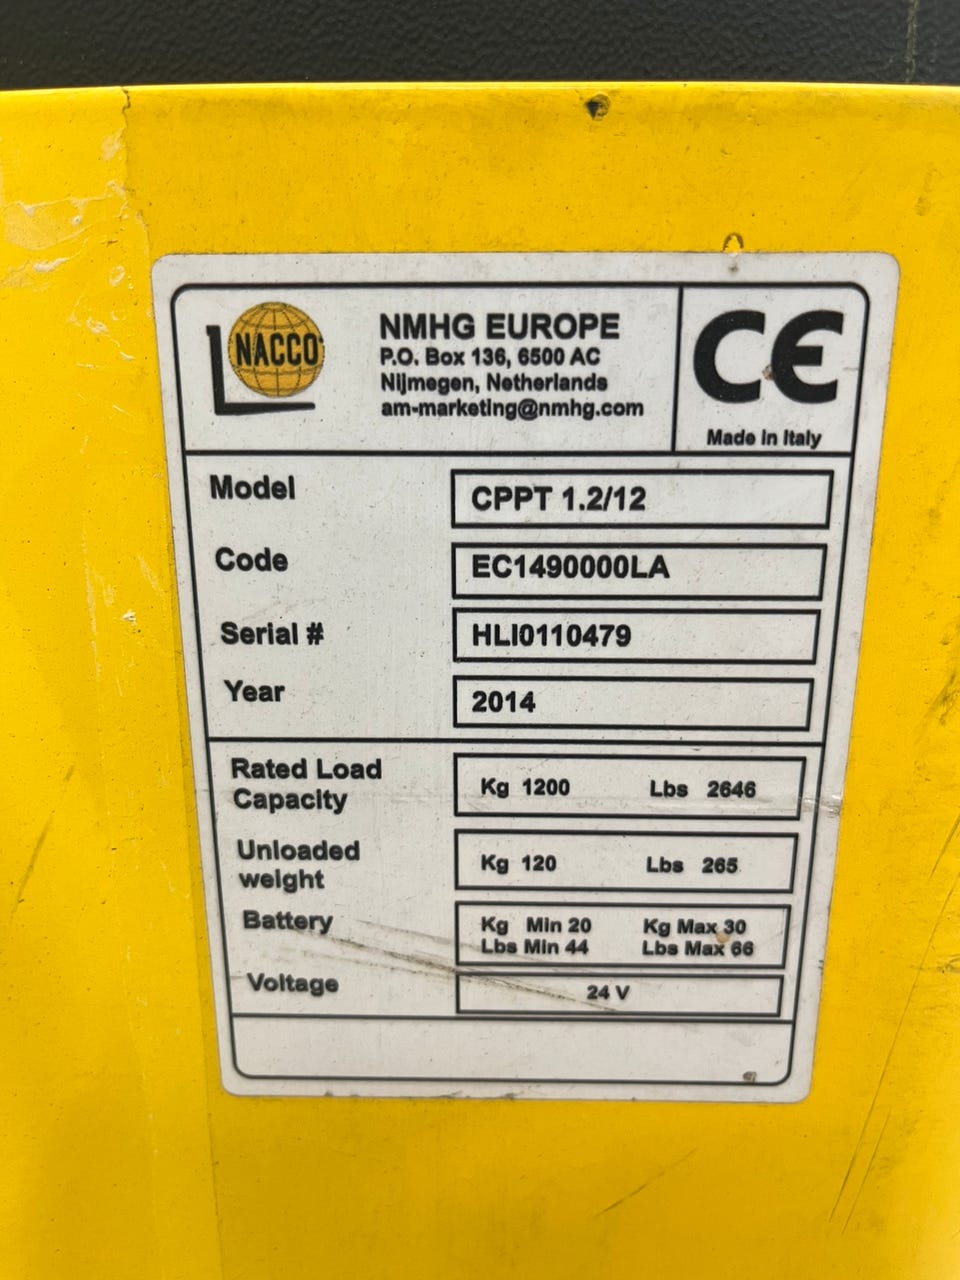 NACCO
NMHG EUROPE
P.O. Box 136, 6500 AC
Nijmegen, Netherlands
am-marketing@nmhg.com
CE
Made in Italy
Model CPPT 1.2/12
Code EC1490000LA
Serial # HLI0110479
Year 2014
Rated Load
Capacity
Kg 1200 Lbs 2646
Unloaded
weight
Kg 120 Lbs 265
Battery
Kg Min 20 Kg Max 30
Lbs Min 44 Lbs Max 66
Voltage 24 V